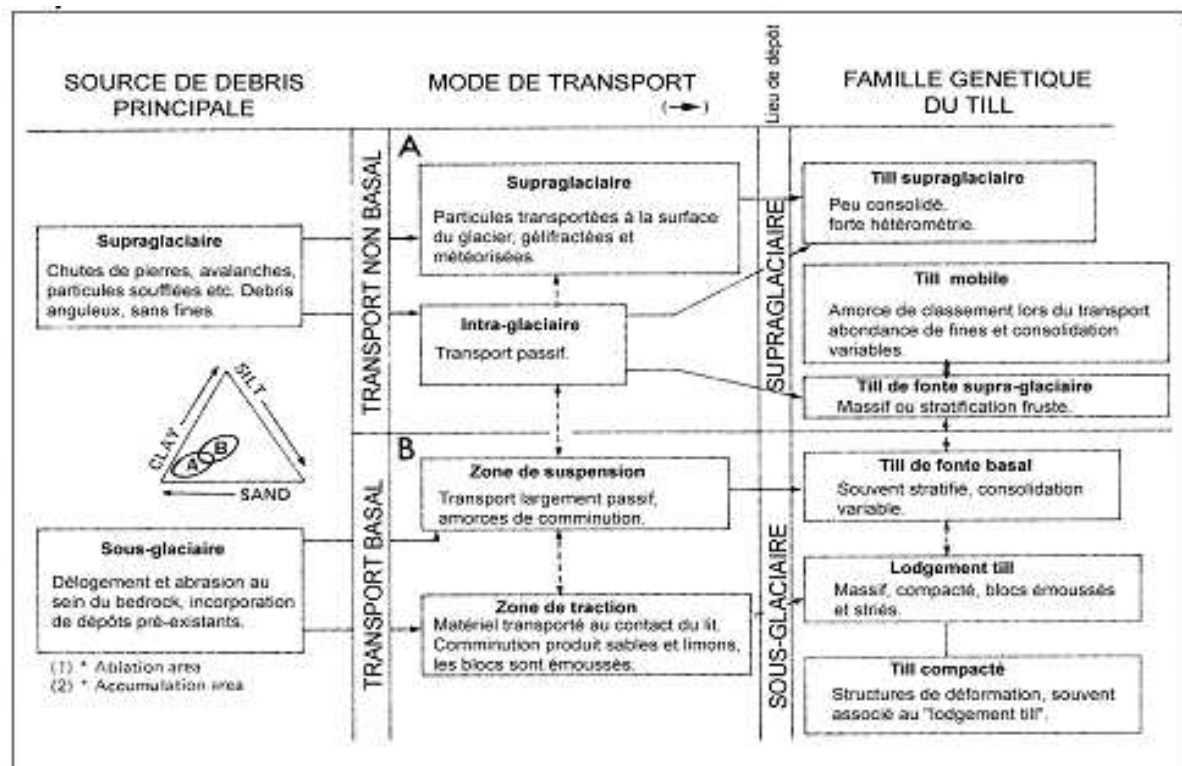 SOURCE DE DEBRIS
PRINCIPALE
MODE DE TRANSPORT
(→)
Lieu de dépôt
FAMILLE GENETIQUE
DU TILL
TRANSPORT NON BASAL
A
Supraglaciaire
Particules transportées à la surface
du glacier, gélifractées et
météorisées.
SUPRAGLACIAIRE
Till supraglaciaire
Peu consolidé,
forte hétérométrie.
Supraglaciaire
Chutes de pierres, avalanches,
particules soufflées etc. Debris
anguleux, sans fines.
Intra-glaciaire
Transport passif.
Till mobile
Amorce de classement lors du transport
abondance de fines et consolidation
variables.
Till de fonte supra-glaciaire
Massif ou stratification fruste.
CLAY
SILT
SAND
A
B
TRANSPORT BASAL
B
Zone de suspension
Transport largement passif,
amorces de comminution.
SOUS-GLACIAIRE
Till de fonte basal
Souvent stratifié, consolidation
variable.
Sous-glaciaire
Délogement et abrasion au
sein du bedrock, incorporation
de dépôts pré-existants.
Zone de traction
Matériel transporté au contact du lit.
Comminution produit sables et limons,
les blocs sont émoussés.
Lodgement till
Massif, compacté, blocs émoussés
et striés.
Till compacté
Structures de déformation, souvent
associé au "lodgement till".
(1) * Ablation area
(2) * Accumulation area